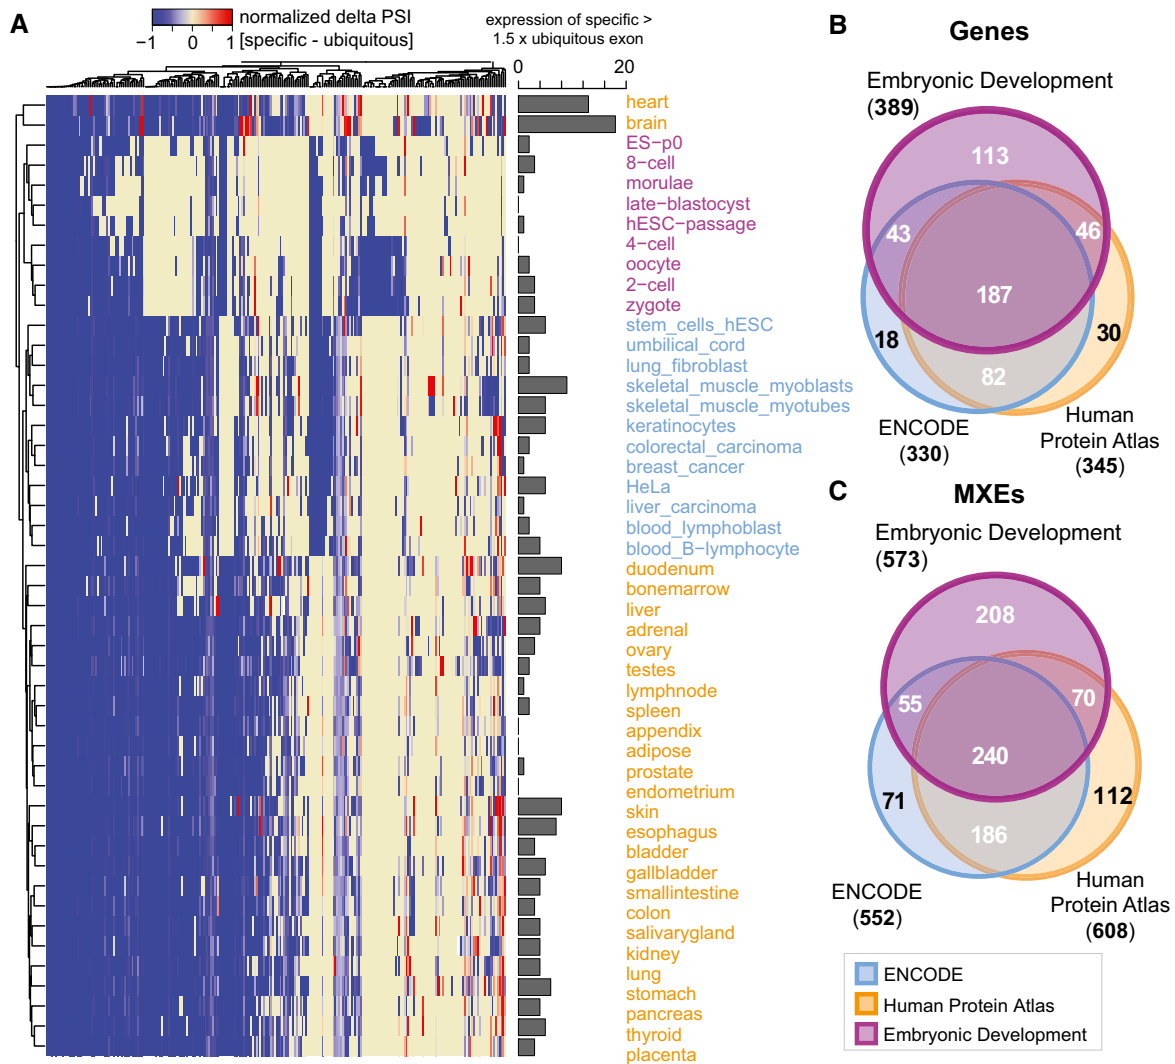 A
normalized delta PSI
[specific - ubiquitous]
−1 0 1
expression of specific >
1.5 x ubiquitous exon
0 20
heart
brain
ES−p0
8−cell
morulae
late−blastocyst
hESC−passage
4−cell
oocyte
2−cell
zygote
stem_cells_hESC
umbilical_cord
lung_fibroblast
skeletal_muscle_myoblasts
skeletal_muscle_myotubes
keratinocytes
colorectal_carcinoma
breast_cancer
HeLa
liver_carcinoma
blood_lymphoblast
blood_B−lymphocyte
duodenum
bonemarrow
liver
adrenal
ovary
testes
lymphnode
spleen
appendix
adipose
prostate
endometrium
skin
esophagus
bladder
gallbladder
smallintestine
colon
salivarygland
kidney
lung
stomach
pancreas
thyroid
placenta
B
Genes
Embryonic Development
(389)
113
43
46
187
18
30
82
ENCODE
(330)
Human
Protein Atlas
(345)
C
MXEs
Embryonic Development
(573)
208
55
70
240
71
112
186
ENCODE
(552)
Human
Protein Atlas
(608)
ENCODE
Human Protein Atlas
Embryonic Development